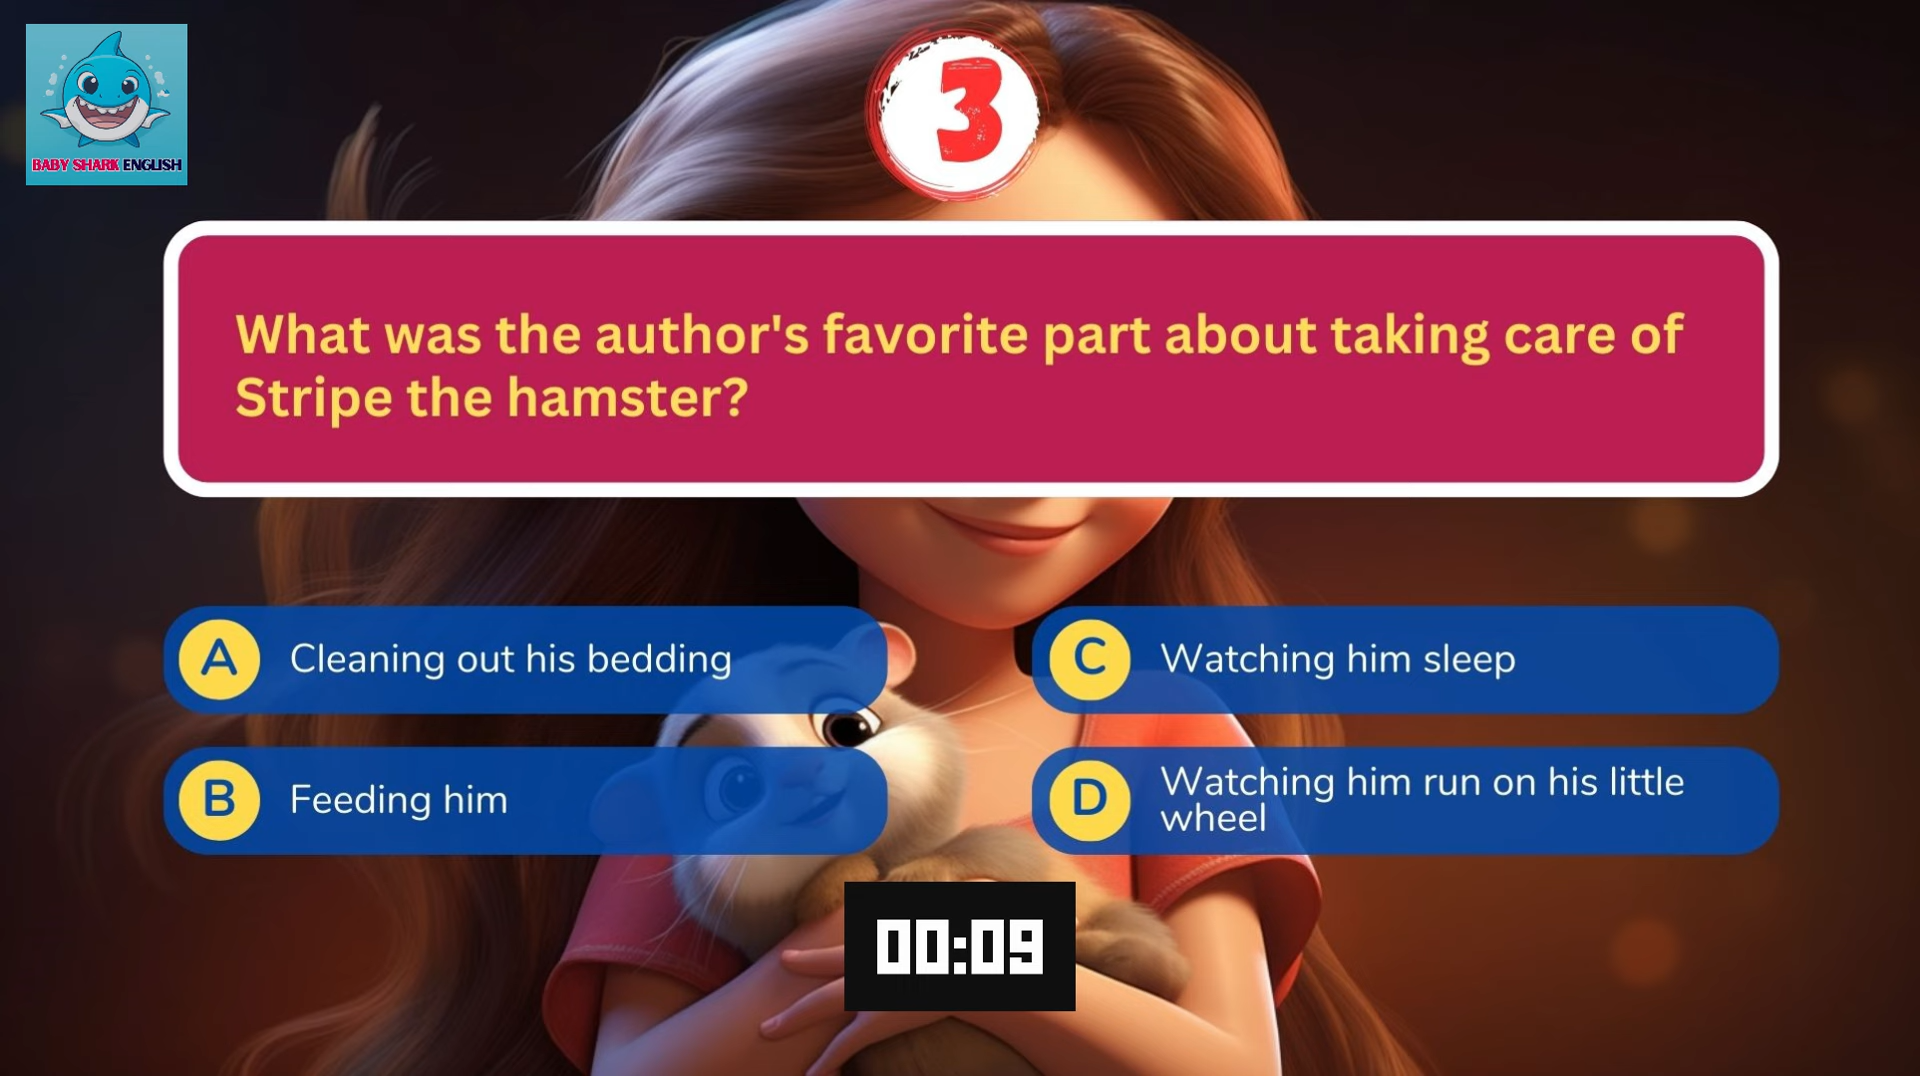 BABY SHARK ENGLISH
3
What was the author's favorite part about taking care of
Stripe the hamster?
A Cleaning out his bedding
B Feeding him
C Watching him sleep
D Watching him run on his little
wheel
00:09